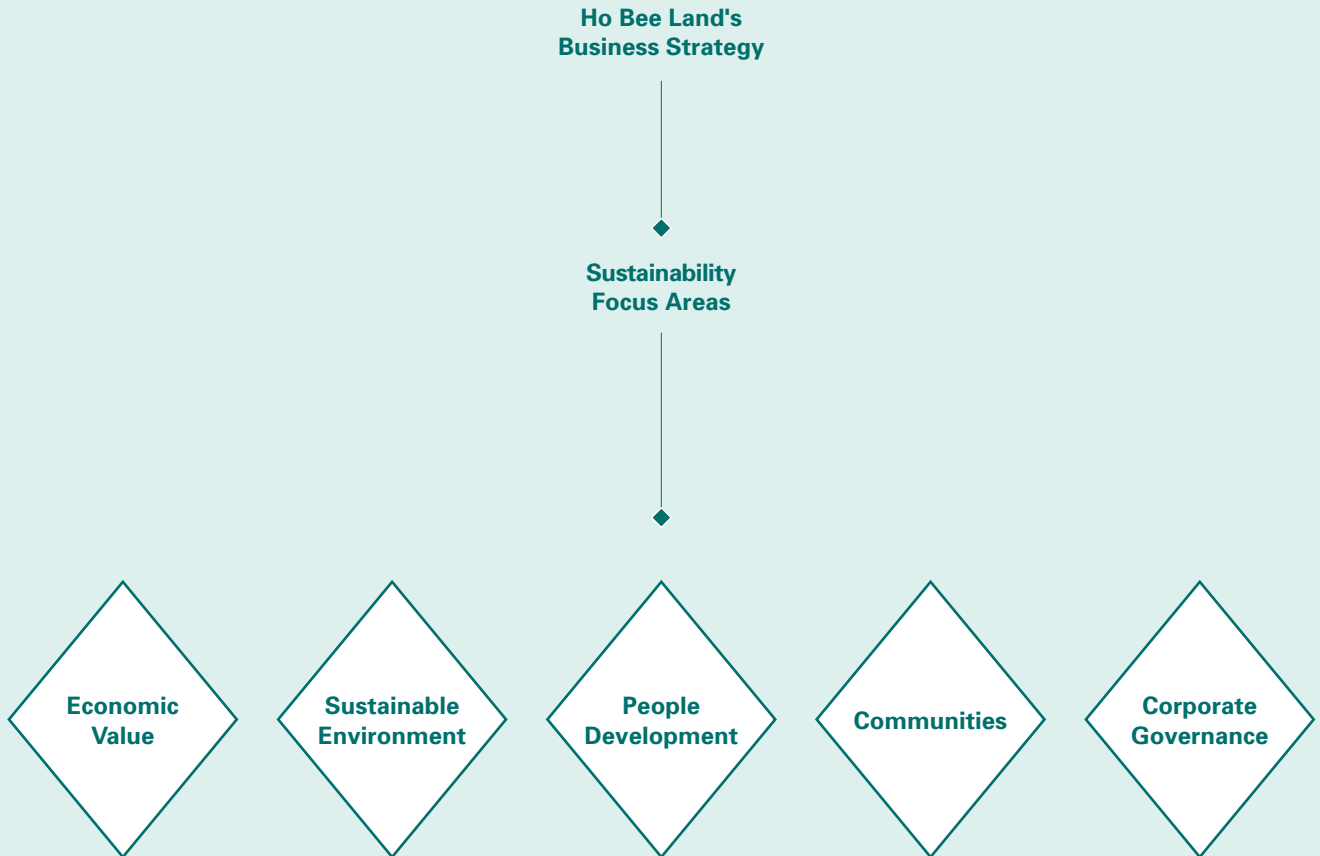 Ho Bee Land's
Business Strategy
Sustainability
Focus Areas
Economic
Value
Sustainable
Environment
People
Development
Communities
Corporate
Governance